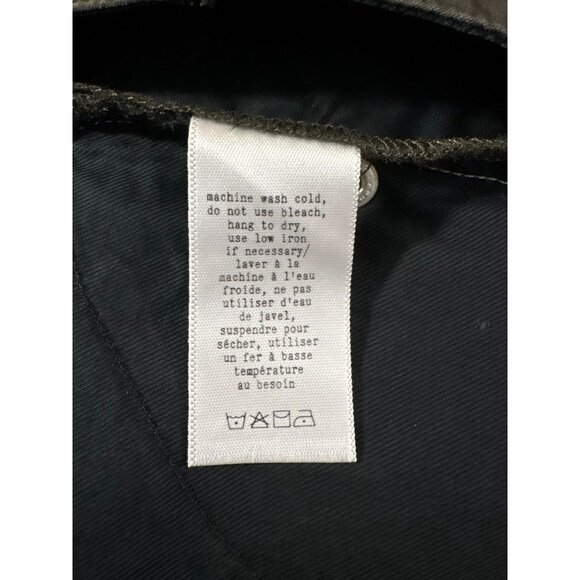 machine wash cold,
do not use bleach,
hang to dry,
use low iron
if necessary/
laver à la
machine à l'eau
froide, ne pas
utiliser d'eau
de javel,
suspendre pour
sécher, utiliser
un fer à basse
température
au besoin